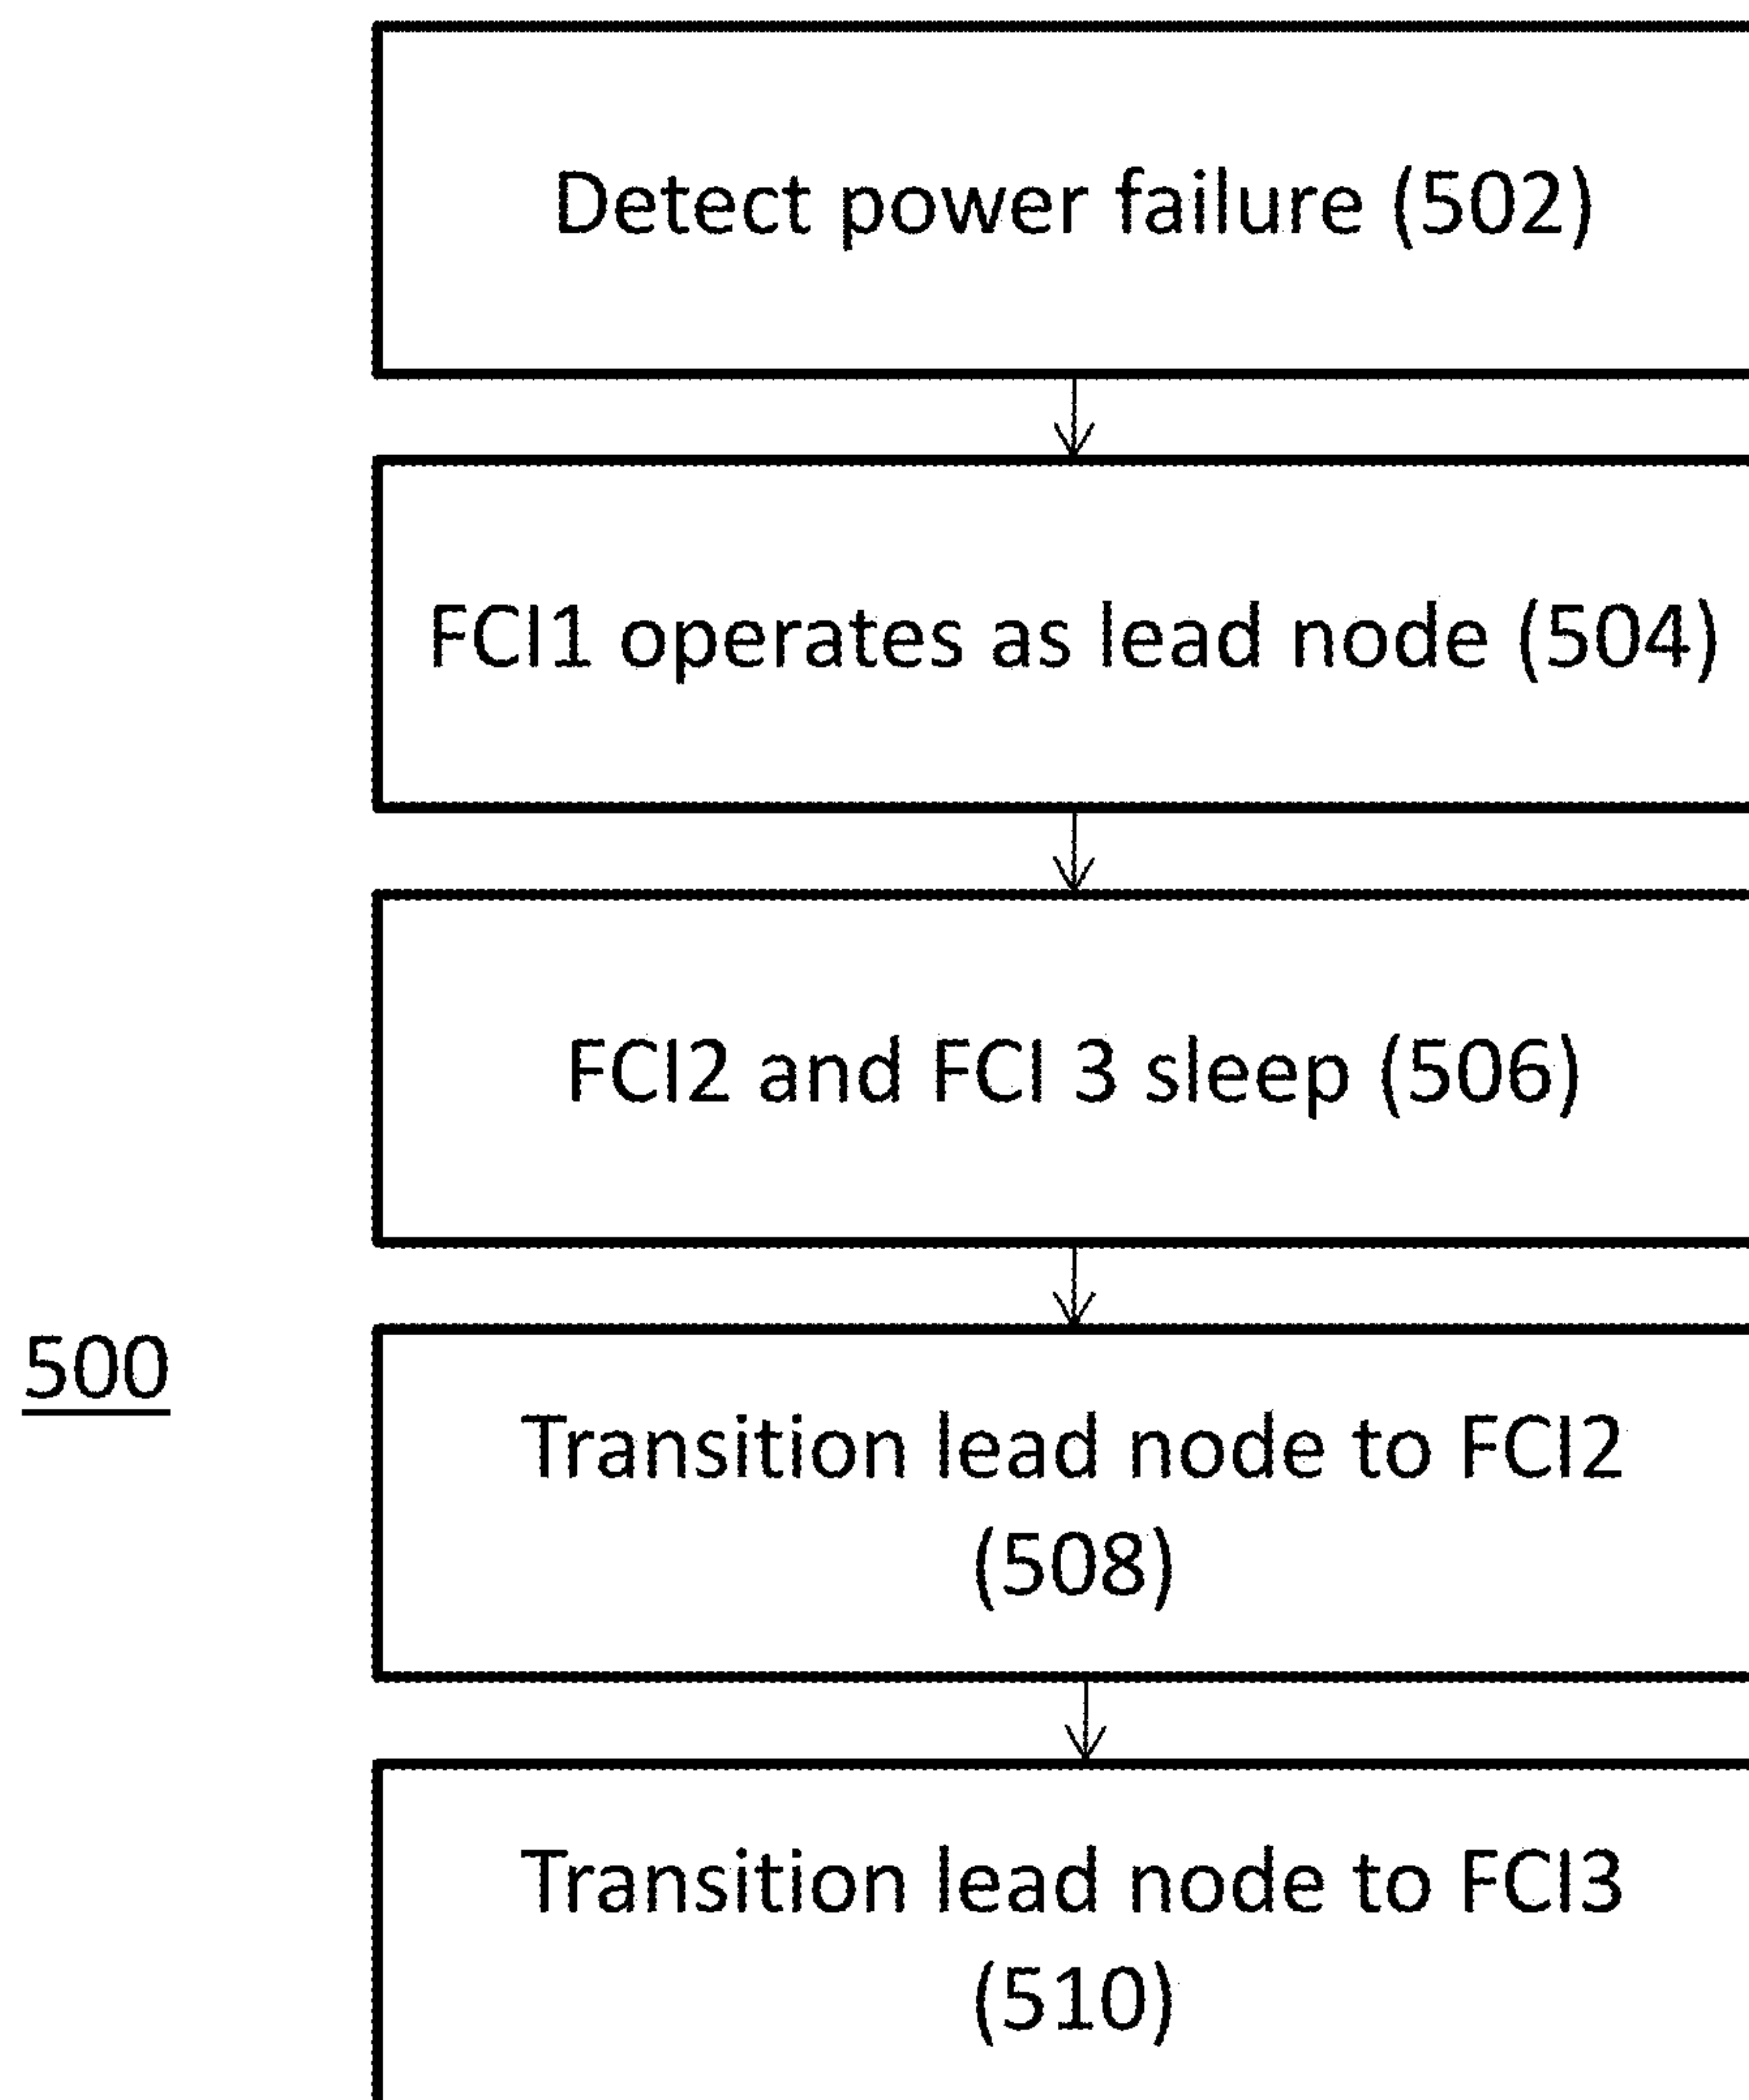 Detect power failure (502)
FCI1 operates as lead node (504)
FCI2 and FCI 3 sleep (506)
500
Transition lead node to FCI2
(508)
Transition lead node to FCI3
(510)